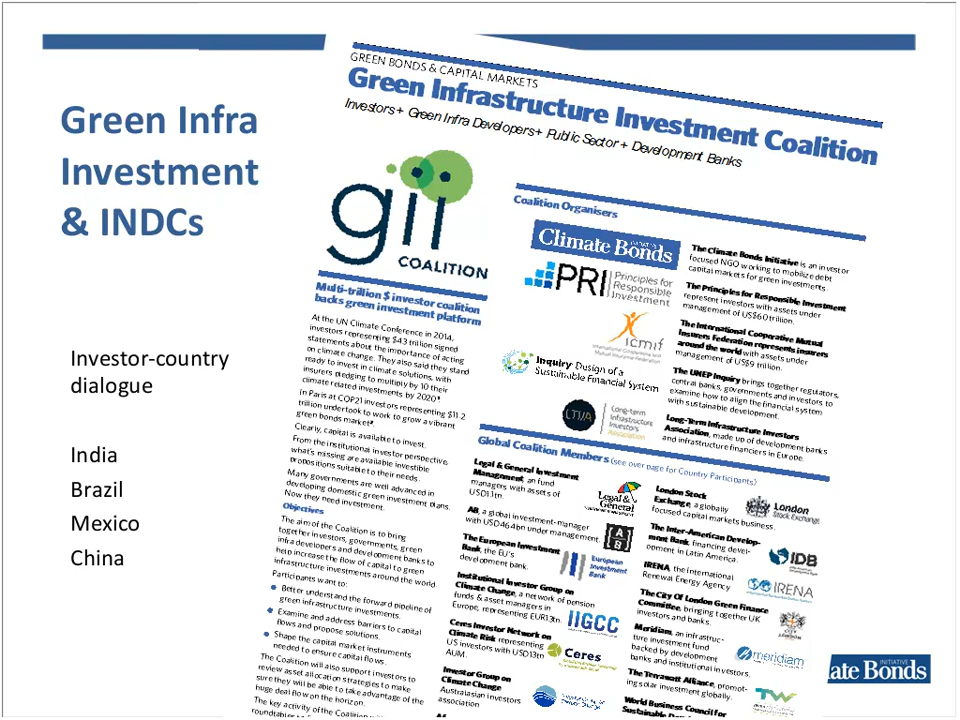 Green Infra
Investment
& INDCs
Investor-country
dialogue
India
Brazil
Mexico
China
GREEN BONDS & CAPITAL MARKETS
Green Infrastructure Investment Coalition
Investors + Green Infra Developers + Public Sector + Development Banks
gii
COALITION
Multi-trillion $ investor coalition
backs green investment platform
At the UN Climate Conference in 2014,
investors representing $43 trillion signed
statements about the importance of acting
on climate change. They also said they stand
ready to invest in climate solutions, with
insurers pledging to multiply by 10 their
climate related investments by 2020
In Paris at COP21 investors representing $11.2
trillion undertook to work to grow a vibrant
green bonds market
Clearly, capital is available to invest.
From the institutional investor perspective,
what's missing are available investible
propositions suitable to their needs.
Many governments are well advanced in
developing domestic green investment plans.
Now they need investment.
Objectives
The aim of the Coalition is to bring
together investors, governments, green
infra developers and development banks to
help increase the flow of capital to green
infrastructure investments around the world.
Participants want to:
Better understand the forward pipeline of
green infrastructure investments.
Examine and address barriers to capital
flows and propose solutions.
Shape the capital market instruments
needed to ensure capital flows.
The Coalition will also support investors to
review asset allocation strategies to make
sure they will be able to take advantage of the
huge deal flow on the horizon.
The key activity of the Coalition
Coalition Organisers
Climate Bonds
INITIATIVE
PRI Principles for
Responsible
Investment
icmif
International Cooperative and
Mutual Insurance Federation
Inquiry: Design of a
Sustainable Financial System
LTIIA
Long-term
Infrastructure
Investors
Association
The Climate Bonds Initiative is an investor
focused NGO working to mobilize debt
capital markets for green investments.
The Principles for Responsible Investment
represent investors with assets under
management of US$60 trillion.
The International Cooperative Mutual
Insurers Federation represents insurers
around the world with assets under
management of US$9 trillion.
The UNEP Inquiry brings together regulators,
central banks, governments and investors to
examine how to align the financial system
with sustainable development.
Long-Term Infrastructure Investors
Association, made up of development banks
and infrastructure financiers in Europe.
Global Coalition Members (see over page for Country Participants)
Legal & General Investment
Management, an fund
managers with assets of
USD1.1tn.
Legal &
General
AB, a global investment-manager
with USD464bn under management.
A
B
The European Investment
Bank, the EU's
development bank.
European
Investment
Bank
Institutional Investor Group on
Climate Change, a network of pension
funds & asset managers in
Europe, representing EUR13tn.
IIGCC
Ceres Investor Network on
Climate Risk representing
US investors with USD13tn
AUM.
Ceres
Investor Group on
Climate Change
Australasian investors
association
London Stock
Exchange, a globally
focused capital markets business.
London
Stock Exchange
The Inter-American Develop-
ment Bank, financing devel-
opment in Latin America.
IDB
IRENA, the International
Renewal Energy Agency
IRENA
The City Of London Green Finance
Committee, bringing together UK
investors and banks.
Meridiam, an infrastruc-
ture investment fund
backed by development
banks and institutional investors.
meridiam
The Terrawatt Alliance, promot-
ing solar investment globally.
TW
World Business Council for
ate Bonds
INITIATIVE